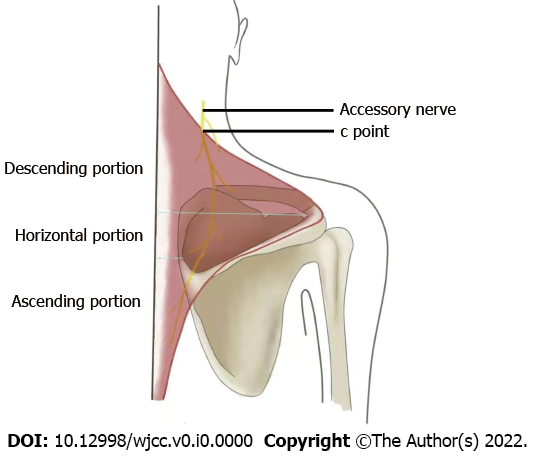 Accessory nerve
c point
Descending portion
Horizontal portion
Ascending portion
DOI: 10.12998/wjcc.v0.i0.0000 Copyright ©The Author(s) 2022.